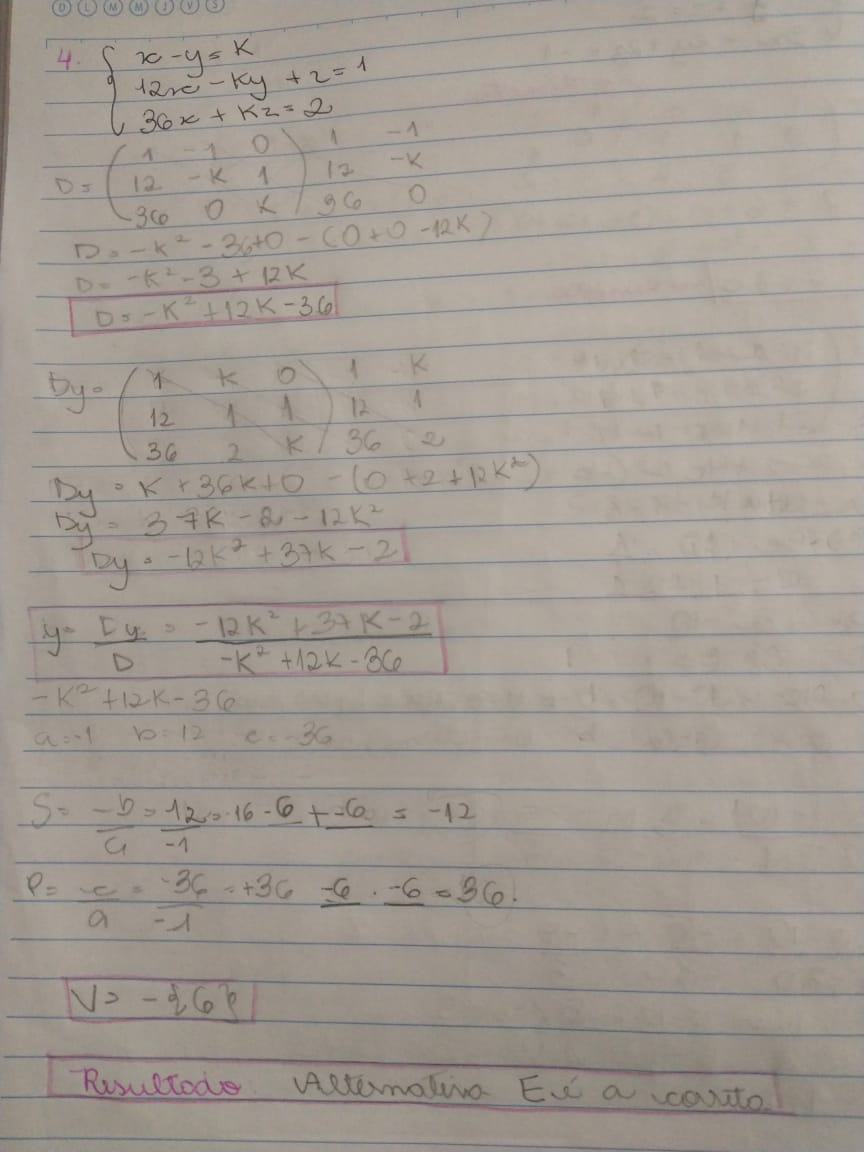 D L M M J V S
4. { x - y = K
12x - Ky + z = 1
36x + Kz = 2
D = ( 1 -1 0 ) 1 -1
12 -K 1 12 -K
36 0 K 36 0
D = -K² - 36+0 - (0+0-12K)
D = -K² - 3 + 12K
D = -K² + 12K - 36
Dy = ( 1 K 0 ) 1 K
12 1 1 12 1
36 2 K 36 2
Dy = K + 36K + 0 - (0 + 2 + 12K²)
Dy = 37K - 2 - 12K²
Dy = -12K² + 37K - 2
y = Dy/D = -12K² + 37K - 2 / -K² + 12K - 36
-K² + 12K - 36
a = -1 b = 12 c = -36
S = -b/a = 12/-1 = -6 + -6 = -12
P = c/a = -36/-1 = +36 -6 . -6 = 36
V = -{6}
Resultado Alternativa E é a correta